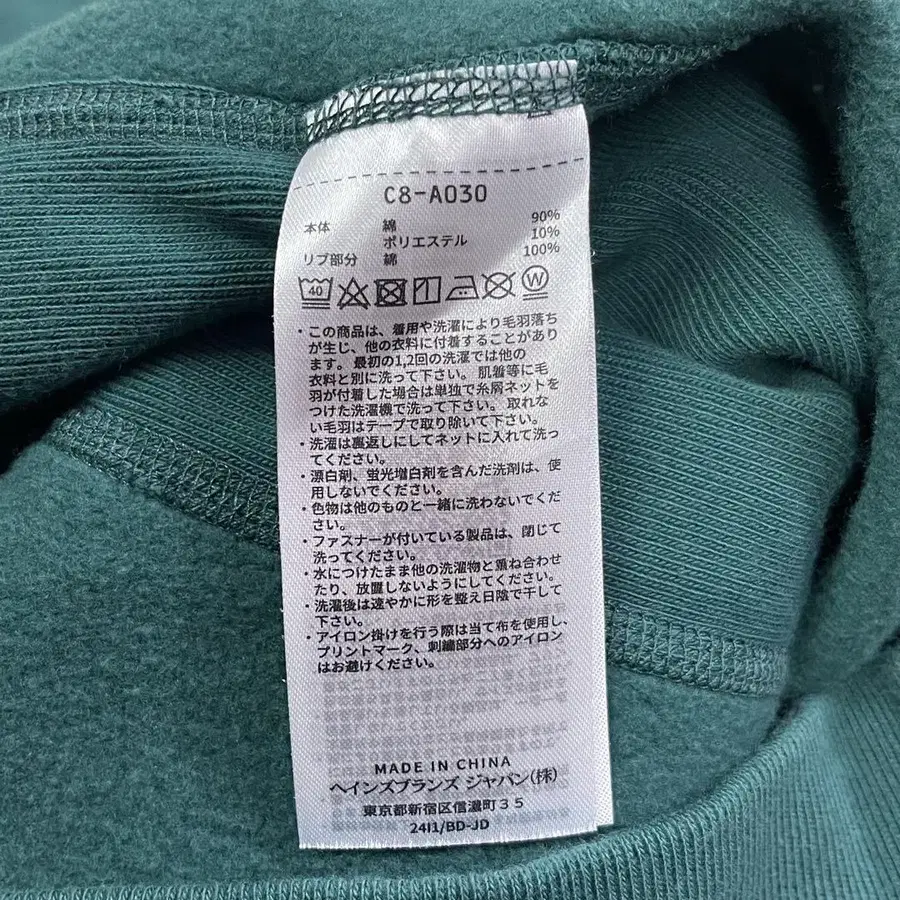 C8-A030
本体 綿 90%
ポリエステル 10%
リブ部分 綿 100%
40 W
・この商品は、着用や洗濯により毛羽落ち
が生じ、他の衣料に付着することがあり
ます。最初の1,2回の洗濯では他の
衣料と別に洗って下さい。肌着等に毛
羽が付着した場合は単独で糸屑ネットを
つけた洗濯機で洗って下さい。取れな
い毛羽はテープで取り除いて下さい。
・洗濯は裏返しにしてネットに入れて洗っ
てください。
・漂白剤、蛍光増白剤を含んだ洗剤は、使
用しないでください。
・色物は他のものと一緒に洗わないでくだ
さい。
・ファスナーが付いている製品は、閉じて
洗ってください。
・水につけたまま他の洗濯物と重ね合わせ
たり、放置しないようにしてください。
・洗濯後は速やかに形を整え日陰で干して
下さい。
・アイロン掛けを行う際は当て布を使用し、
プリントマーク、刺繍部分へのアイロン
はお避けください。
MADE IN CHINA
ヘインズブランズ ジャパン(株)
東京都新宿区信濃町35
24I1/BD-JD